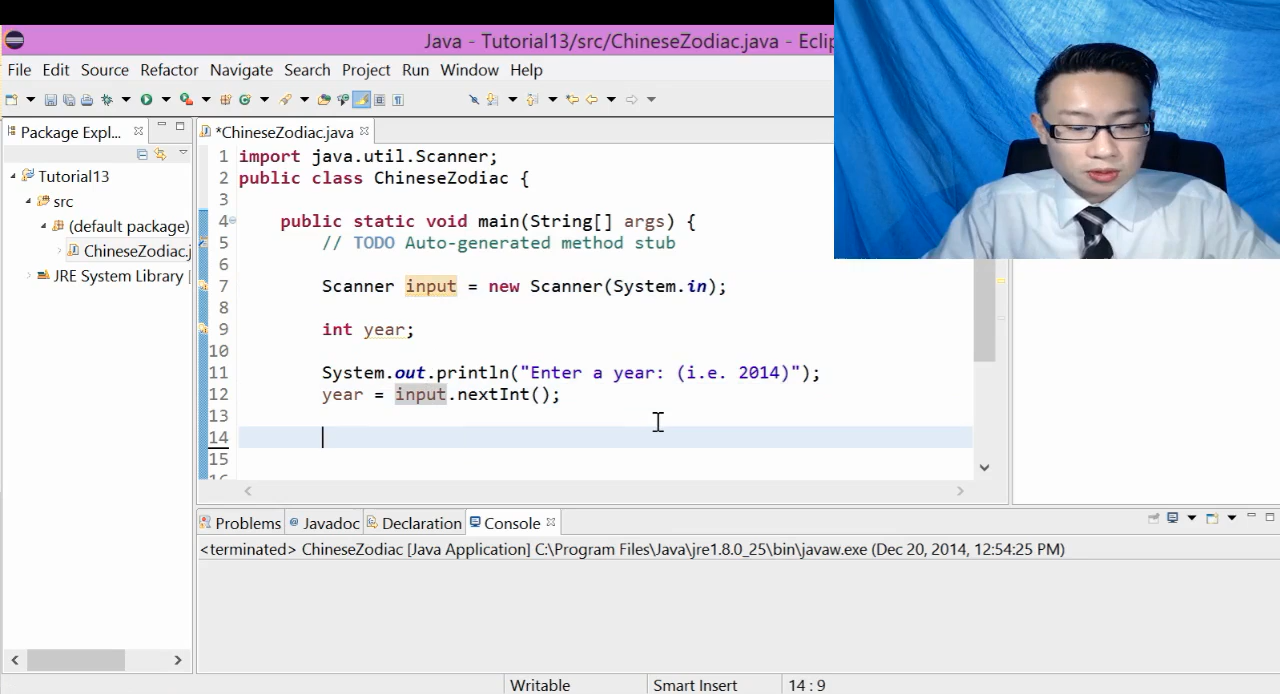 Java - Tutorial13/src/ChineseZodiac.java - Eclip
File Edit Source Refactor Navigate Search Project Run Window Help
Package Expl...
*ChineseZodiac.java
Tutorial13
src
(default package)
ChineseZodiac.j
JRE System Library
1 import java.util.Scanner;
2 public class ChineseZodiac {
3
4 public static void main(String[] args) {
5 // TODO Auto-generated method stub
6
7 Scanner input = new Scanner(System.in);
8
9 int year;
10
11 System.out.println("Enter a year: (i.e. 2014)");
12 year = input.nextInt();
13
14
15
Problems @ Javadoc Declaration Console
<terminated> ChineseZodiac [Java Application] C:\Program Files\Java\jre1.8.0_25\bin\javaw.exe (Dec 20, 2014, 12:54:25 PM)
Writable Smart Insert 14 : 9